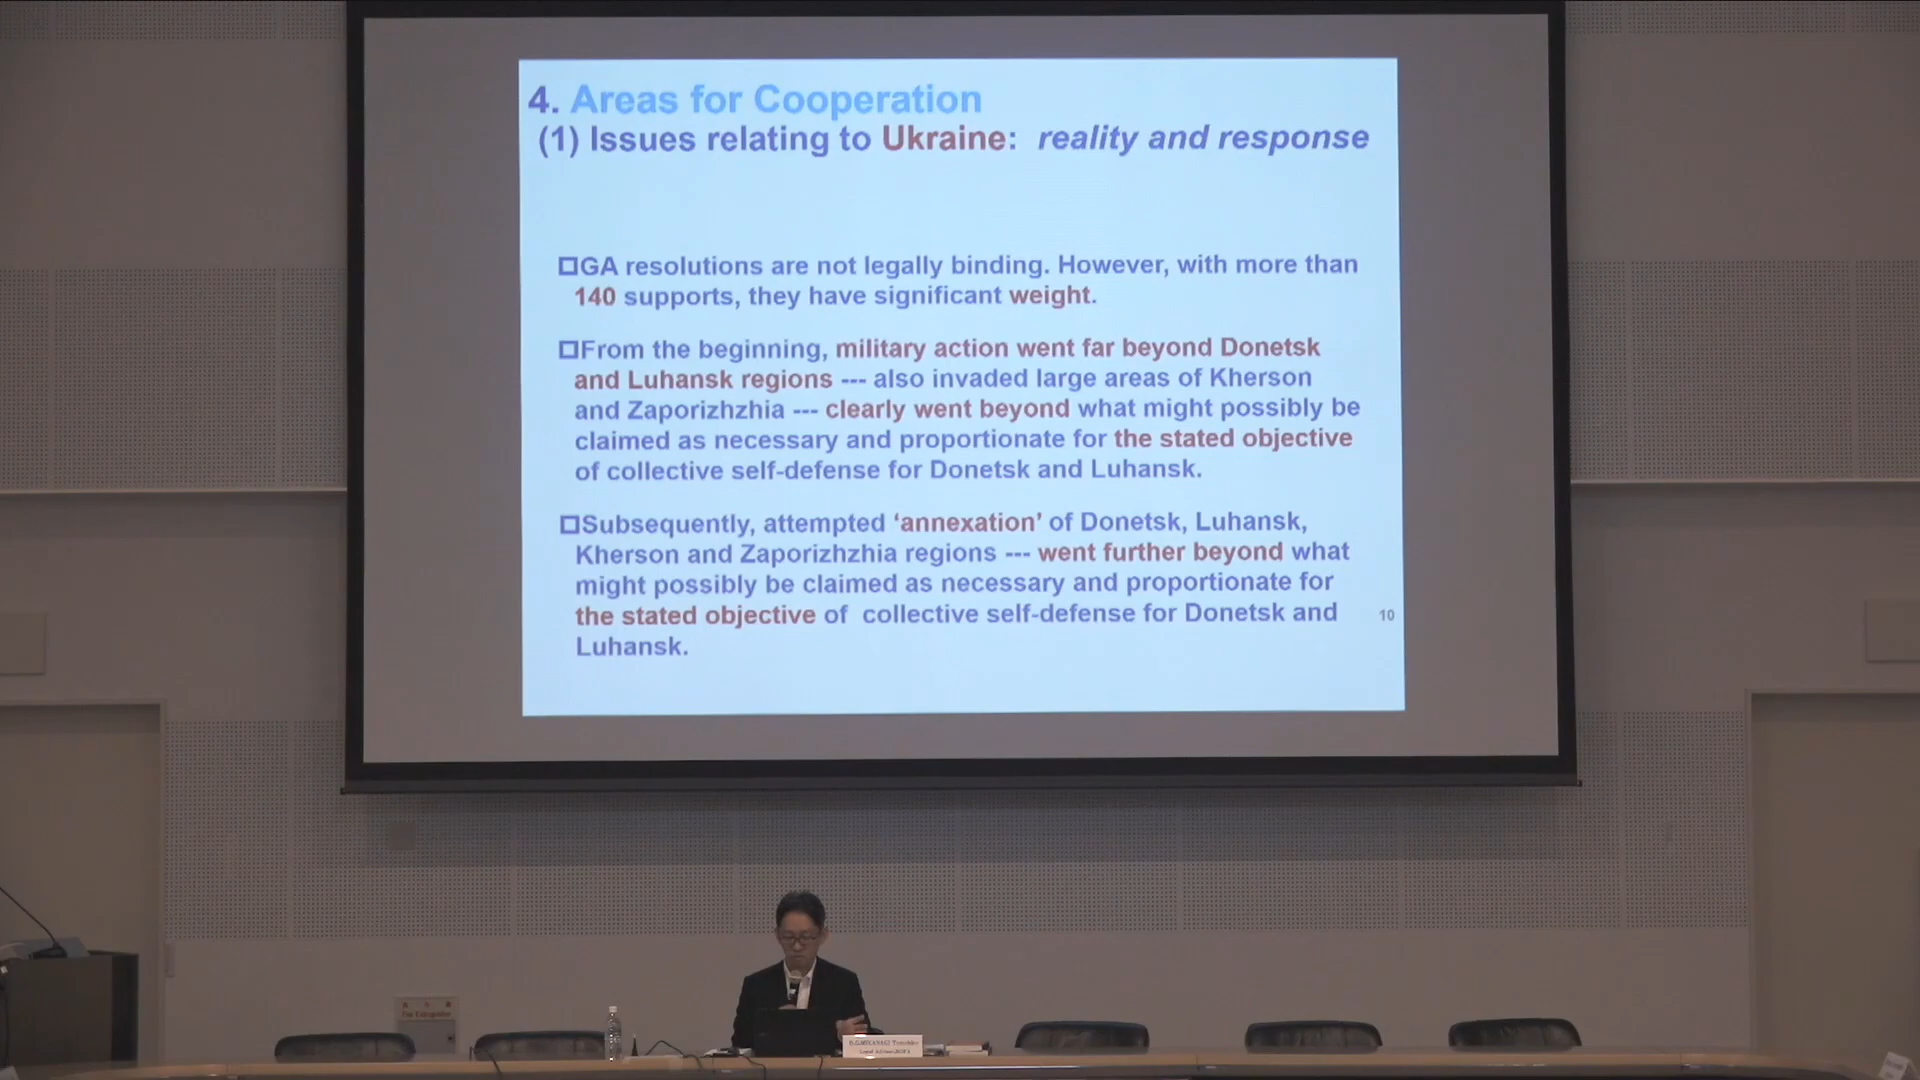 4. Areas for Cooperation
(1) Issues relating to Ukraine: reality and response
GA resolutions are not legally binding. However, with more than
140 supports, they have significant weight.
From the beginning, military action went far beyond Donetsk
and Luhansk regions --- also invaded large areas of Kherson
and Zaporizhzhia --- clearly went beyond what might possibly be
claimed as necessary and proportionate for the stated objective
of collective self-defense for Donetsk and Luhansk.
Subsequently, attempted ‘annexation’ of Donetsk, Luhansk,
Kherson and Zaporizhzhia regions --- went further beyond what
might possibly be claimed as necessary and proportionate for
the stated objective of collective self-defense for Donetsk and
Luhansk.
10
Fire Extinguisher